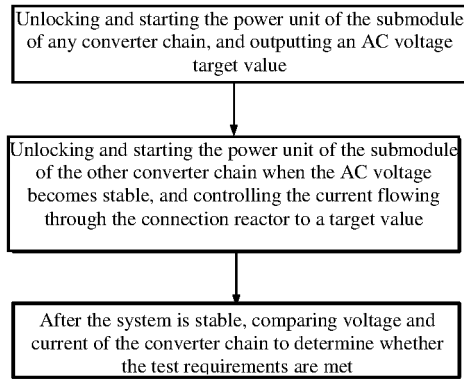 Unlocking and starting the power unit of the submodule
of any converter chain, and outputting an AC voltage
target value
Unlocking and starting the power unit of the submodule
of the other converter chain when the AC voltage
becomes stable, and controlling the current flowing
through the connection reactor to a target value
After the system is stable, comparing voltage and
current of the converter chain to determine whether
the test requirements are met